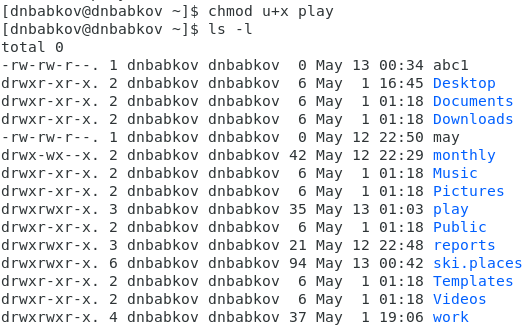 [dnbabkov@dnbabkov ~]$ chmod u+x play
[dnbabkov@dnbabkov ~]$ ls -l
total 0
-rw-rw-r--. 1 dnbabkov dnbabkov  0 May 13 00:34 abc1
drwxr-xr-x. 2 dnbabkov dnbabkov  6 May  1 16:45 Desktop
drwxr-xr-x. 2 dnbabkov dnbabkov  6 May  1 01:18 Documents
drwxr-xr-x. 2 dnbabkov dnbabkov  6 May  1 01:18 Downloads
-rw-rw-r--. 1 dnbabkov dnbabkov  0 May 12 22:50 may
drwx-wx--x. 2 dnbabkov dnbabkov 42 May 12 22:29 monthly
drwxr-xr-x. 2 dnbabkov dnbabkov  6 May  1 01:18 Music
drwxr-xr-x. 2 dnbabkov dnbabkov  6 May  1 01:18 Pictures
drwxrwxr-x. 3 dnbabkov dnbabkov 35 May 13 01:03 play
drwxr-xr-x. 2 dnbabkov dnbabkov  6 May  1 01:18 Public
drwxrwxr-x. 3 dnbabkov dnbabkov 21 May 12 22:48 reports
drwxrwxr-x. 6 dnbabkov dnbabkov 94 May 13 00:42 ski.places
drwxr-xr-x. 2 dnbabkov dnbabkov  6 May  1 01:18 Templates
drwxr-xr-x. 2 dnbabkov dnbabkov  6 May  1 01:18 Videos
drwxrwxr-x. 4 dnbabkov dnbabkov 37 May  1 19:06 work